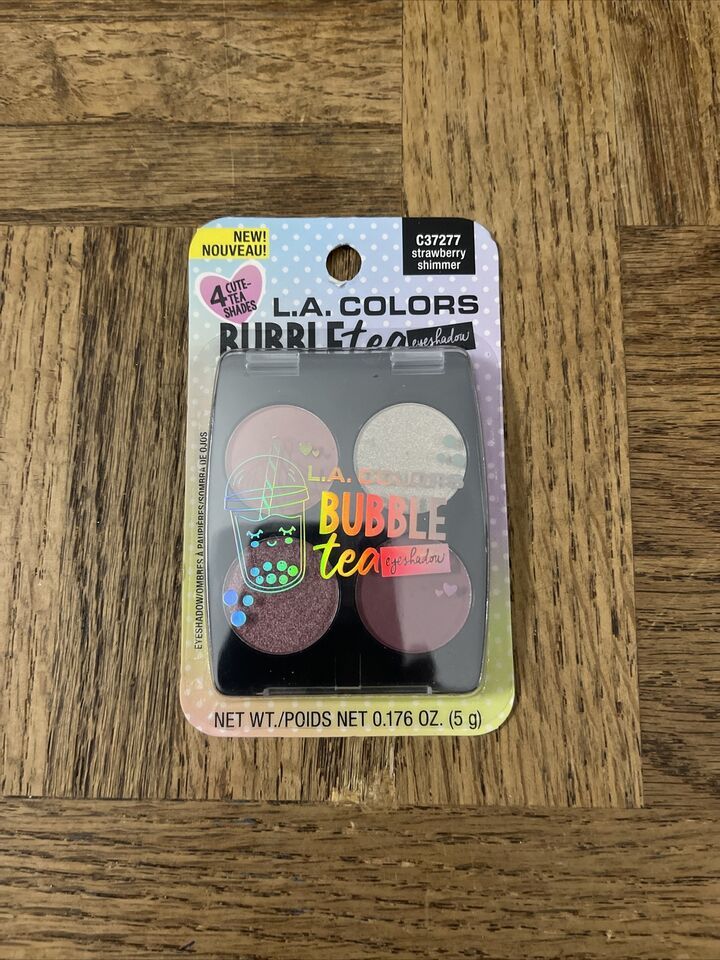 NEW!
NOUVEAU!
C37277
strawberry
shimmer
4 CUTE-
TEA
SHADES
L.A. COLORS
BUBBLE tea eyeshadow
EYESHADOW/OMBRES À PAUPIÈRES/SOMBRA DE OJOS
L.A. COLORS
BUBBLE
tea eyeshadow
NET WT./POIDS NET 0.176 OZ. (5 g)